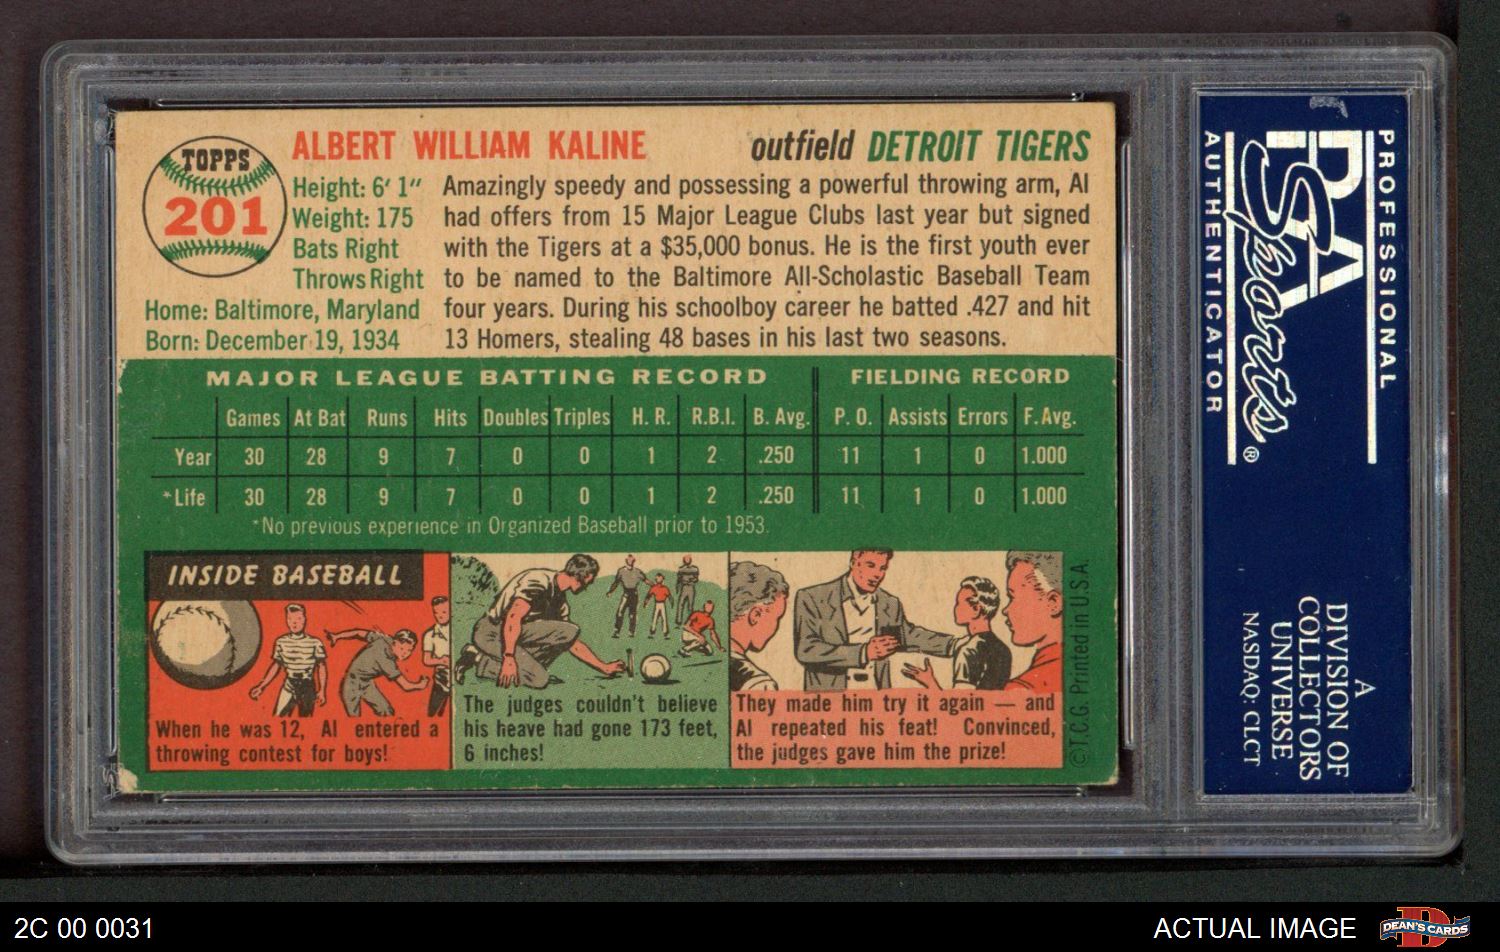 TOPPS
201
ALBERT WILLIAM KALINE
outfield DETROIT TIGERS
Height: 6' 1"
Weight: 175
Bats Right
Throws Right
Home: Baltimore, Maryland
Born: December 19, 1934
Amazingly speedy and possessing a powerful throwing arm, Al
had offers from 15 Major League Clubs last year but signed
with the Tigers at a $35,000 bonus. He is the first youth ever
to be named to the Baltimore All-Scholastic Baseball Team
four years. During his schoolboy career he batted .427 and hit
13 Homers, stealing 48 bases in his last two seasons.
MAJOR LEAGUE BATTING RECORD FIELDING RECORD
Games At Bat Runs Hits Doubles Triples H. R. R.B.I. B. Avg. P. O. Assists Errors F. Avg.
Year 30 28 9 7 0 0 1 2 .250 11 1 0 1.000
*Life 30 28 9 7 0 0 1 2 .250 11 1 0 1.000
*No previous experience in Organized Baseball prior to 1953.
INSIDE BASEBALL
When he was 12, Al entered a
throwing contest for boys!
The judges couldn't believe
his heave had gone 173 feet,
6 inches!
They made him try it again — and
Al repeated his feat! Convinced,
the judges gave him the prize!
©T.C.G. Printed in U.S.A.
PROFESSIONAL
PSA
Sports®
AUTHENTICATOR
A
DIVISION OF
COLLECTORS
UNIVERSE
NASDAQ: CLCT
2C 00 0031
ACTUAL IMAGE
DEAN'S CARDS